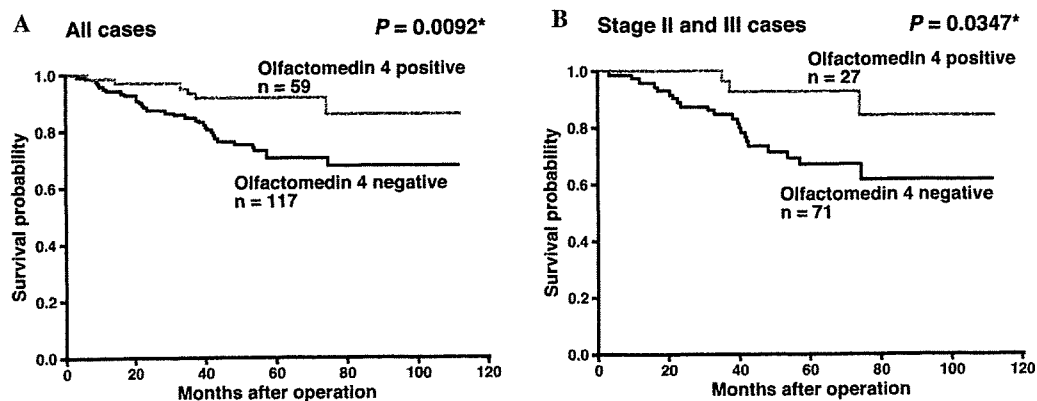 A
All cases
P = 0.0092*
Olfactomedin 4 positive
n = 59
Olfactomedin 4 negative
n = 117
Survival probability
1.0
0.8
0.6
0.4
0.2
0.0
0 20 40 60 80 100 120
Months after operation
B
Stage II and III cases
P = 0.0347*
Olfactomedin 4 positive
n = 27
Olfactomedin 4 negative
n = 71
Survival probability
1.0
0.8
0.6
0.4
0.2
0.0
0 20 40 60 80 100 120
Months after operation